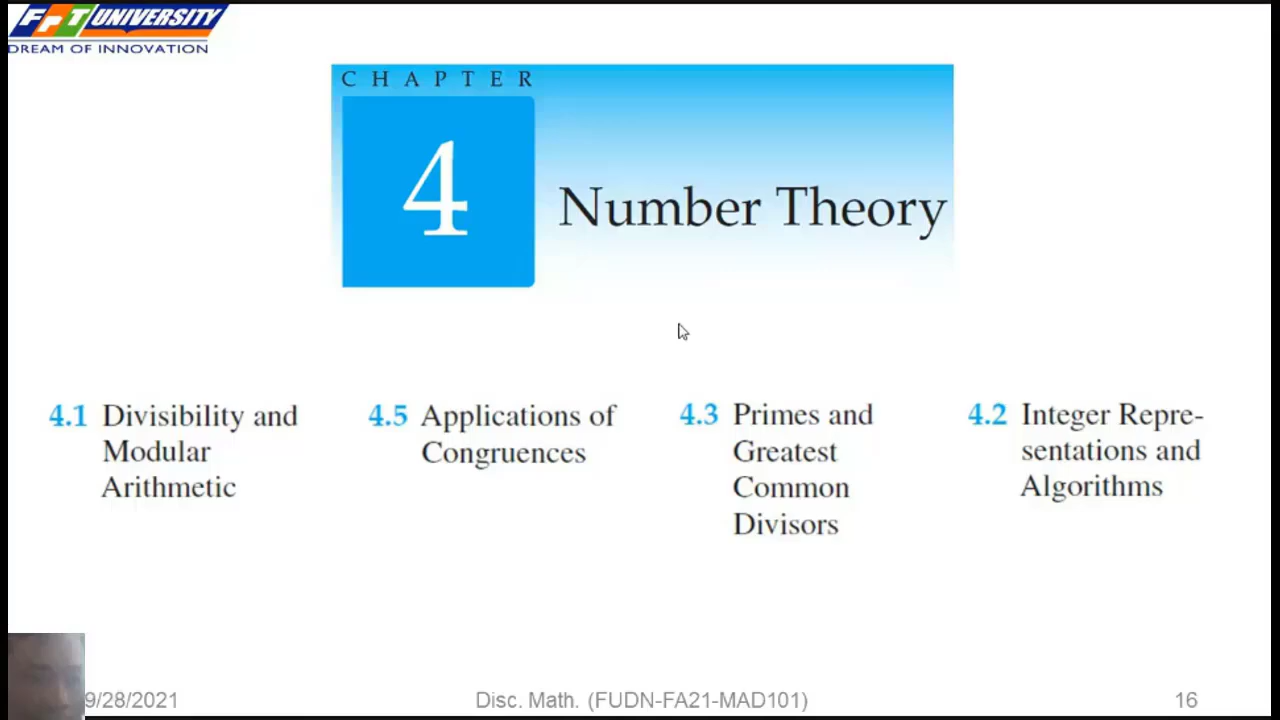 FPT UNIVERSITY
DREAM OF INNOVATION
CHAPTER
4
Number Theory
4.1 Divisibility and
Modular
Arithmetic
4.5 Applications of
Congruences
4.3 Primes and
Greatest
Common
Divisors
4.2 Integer Repre-
sentations and
Algorithms
9/28/2021
Disc. Math. (FUDN-FA21-MAD101)
16